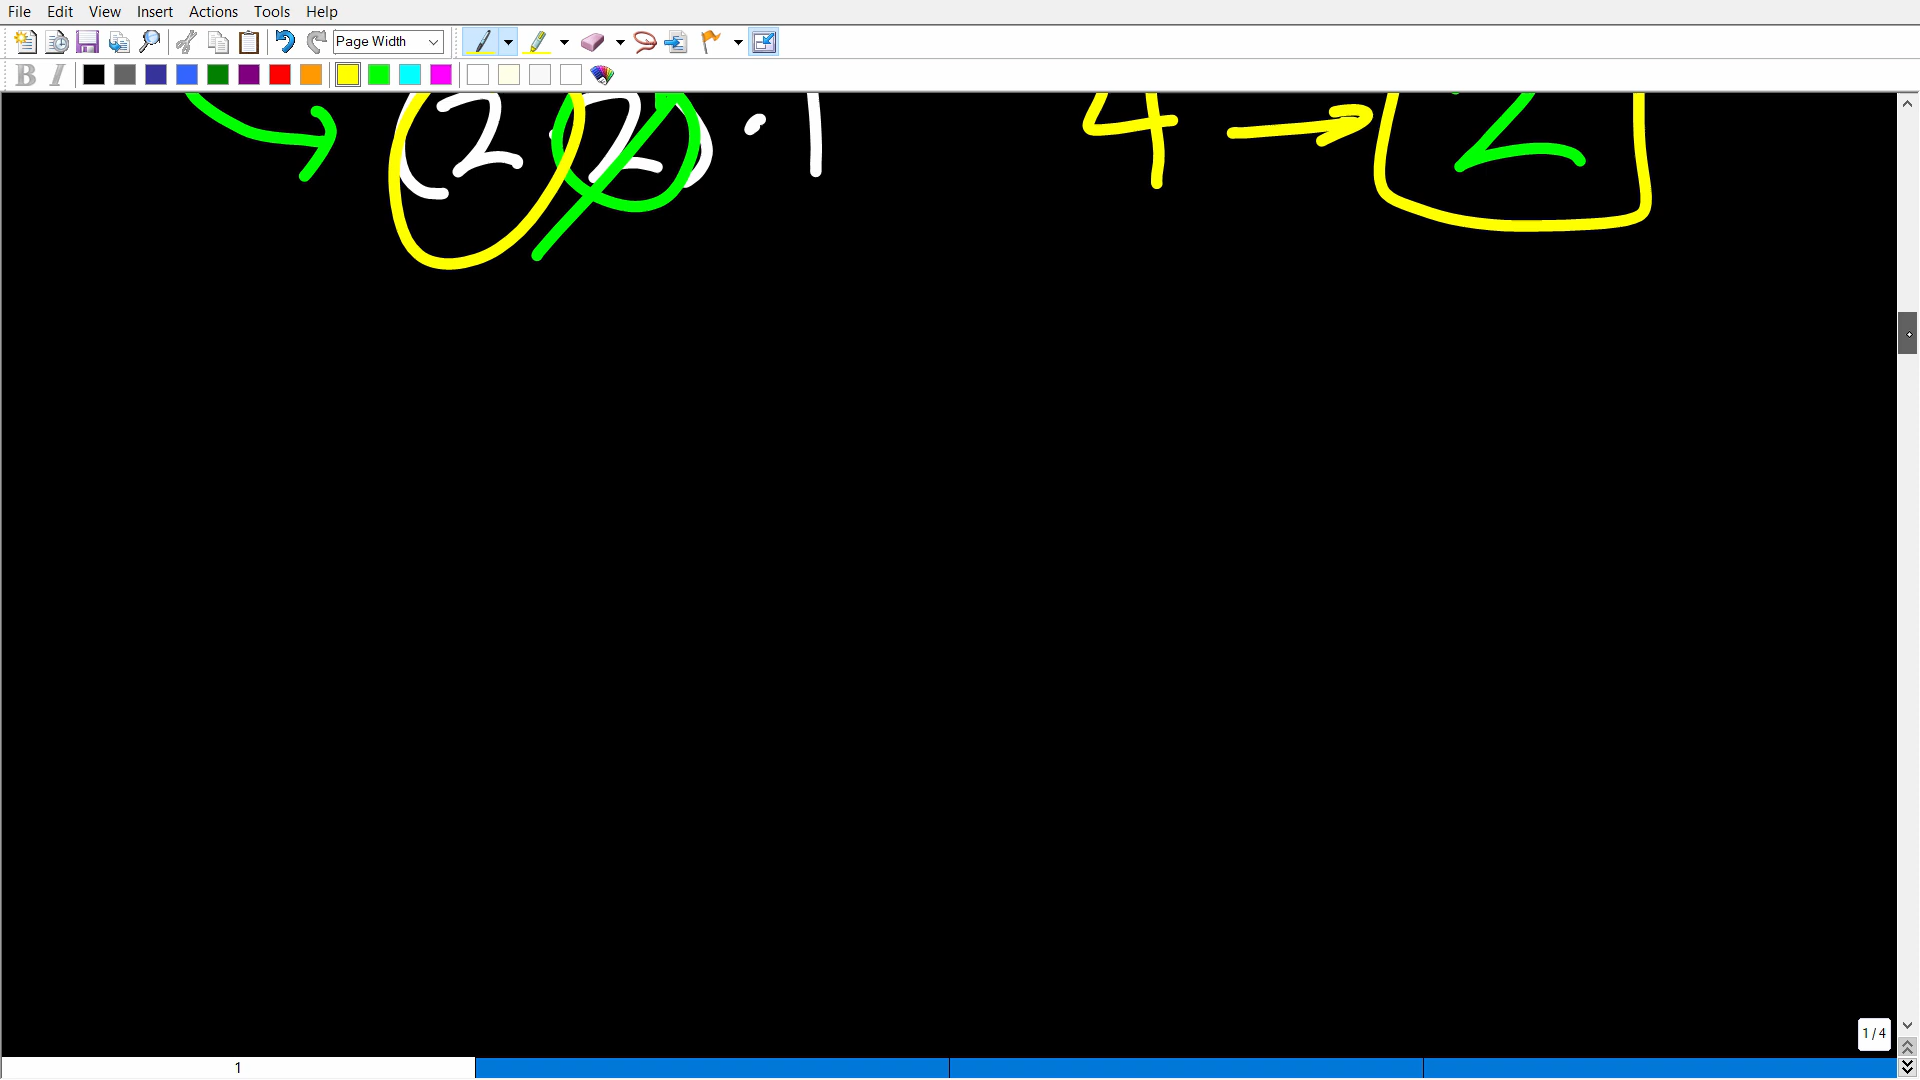 File Edit View Insert Actions Tools Help
Page Width
B I
(2 · 2) · 1 4 → 2
1 / 4
1